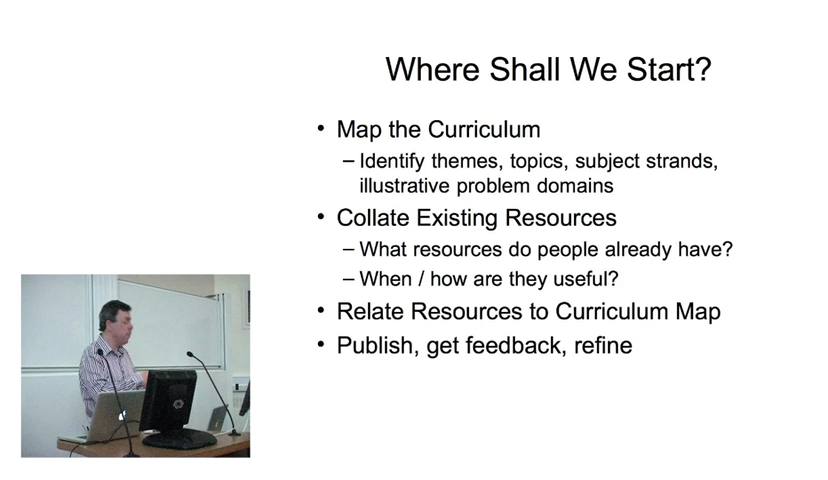 Where Shall We Start?
• Map the Curriculum
– Identify themes, topics, subject strands,
illustrative problem domains
• Collate Existing Resources
– What resources do people already have?
– When / how are they useful?
• Relate Resources to Curriculum Map
• Publish, get feedback, refine